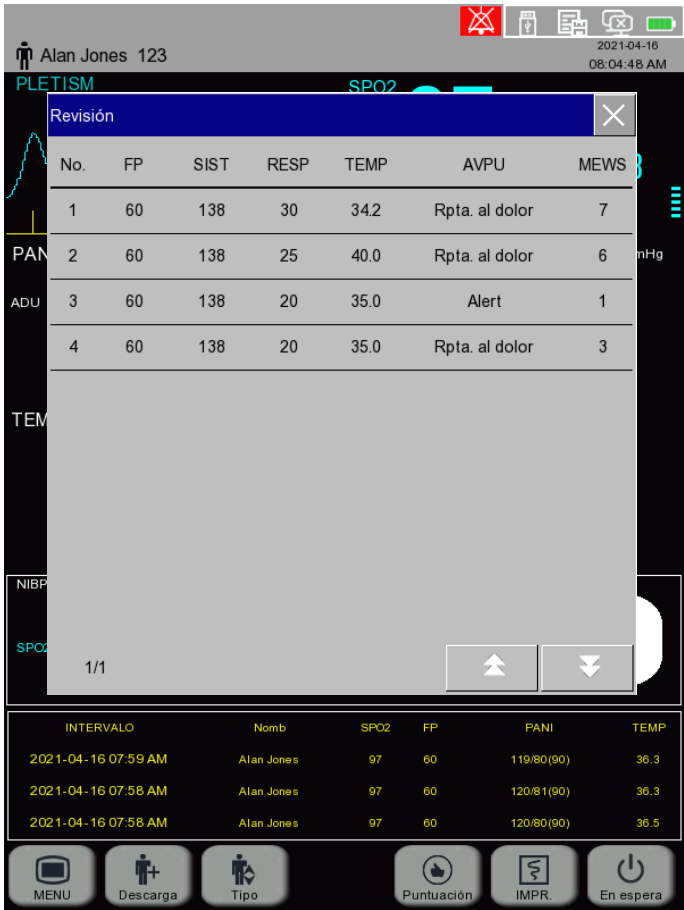 Alan Jones 123
2021-04-16
08:04:48 AM
PLETISM
SPO2
Revisión
No. FP SIST RESP TEMP AVPU MEWS
1 60 138 30 34.2 Rpta. al dolor 7
PAN
2 60 138 25 40.0 Rpta. al dolor 6
mHg
ADU
3 60 138 20 35.0 Alert 1
4 60 138 20 35.0 Rpta. al dolor 3
TEM
NIBP
SPO2
1/1
INTERVALO Nomb SPO2 FP PANI TEMP
2021-04-16 07:59 AM Alan Jones 97 60 119/80(90) 36.3
2021-04-16 07:58 AM Alan Jones 97 60 120/81(90) 36.3
2021-04-16 07:58 AM Alan Jones 97 60 120/80(90) 36.5
MENU Descarga Tipo Puntuación IMPR. En espera